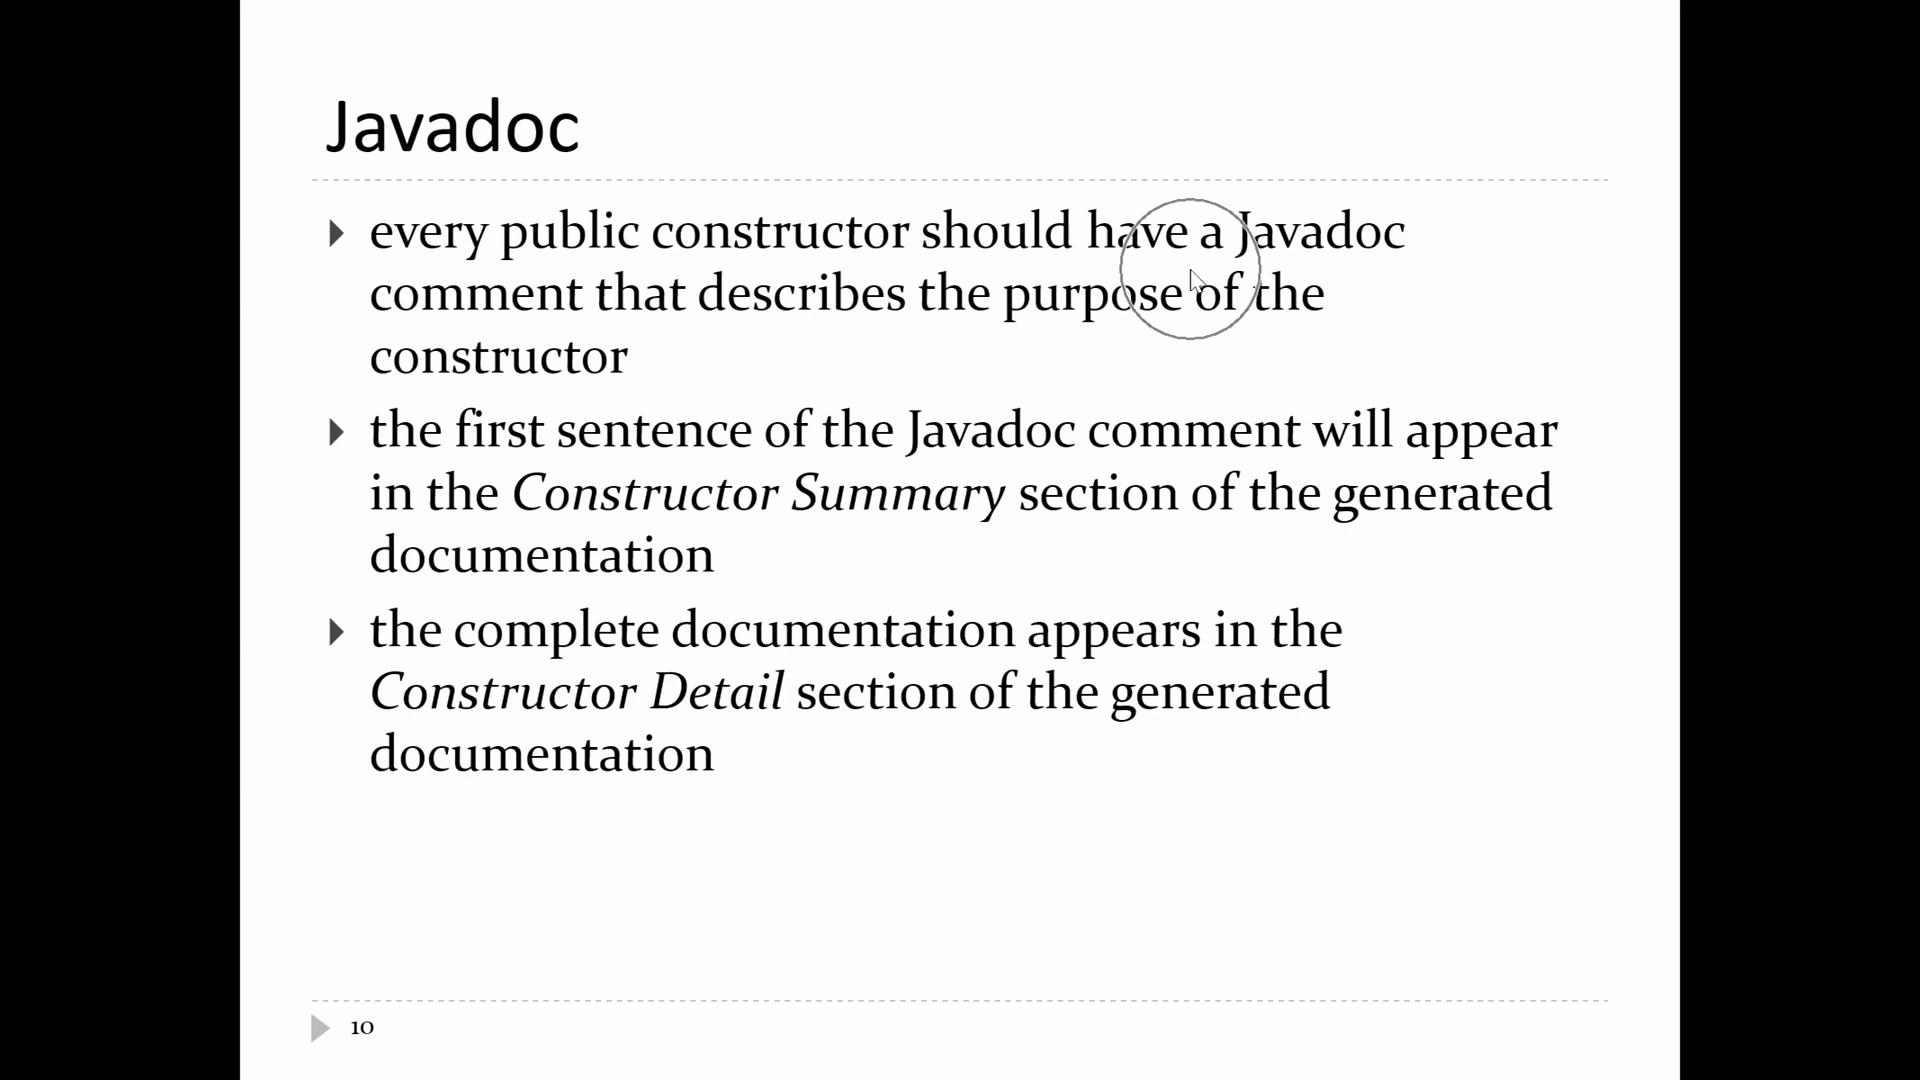 Javadoc
every public constructor should have a Javadoc
comment that describes the purpose of the
constructor
the first sentence of the Javadoc comment will appear
in the Constructor Summary section of the generated
documentation
the complete documentation appears in the
Constructor Detail section of the generated
documentation
10